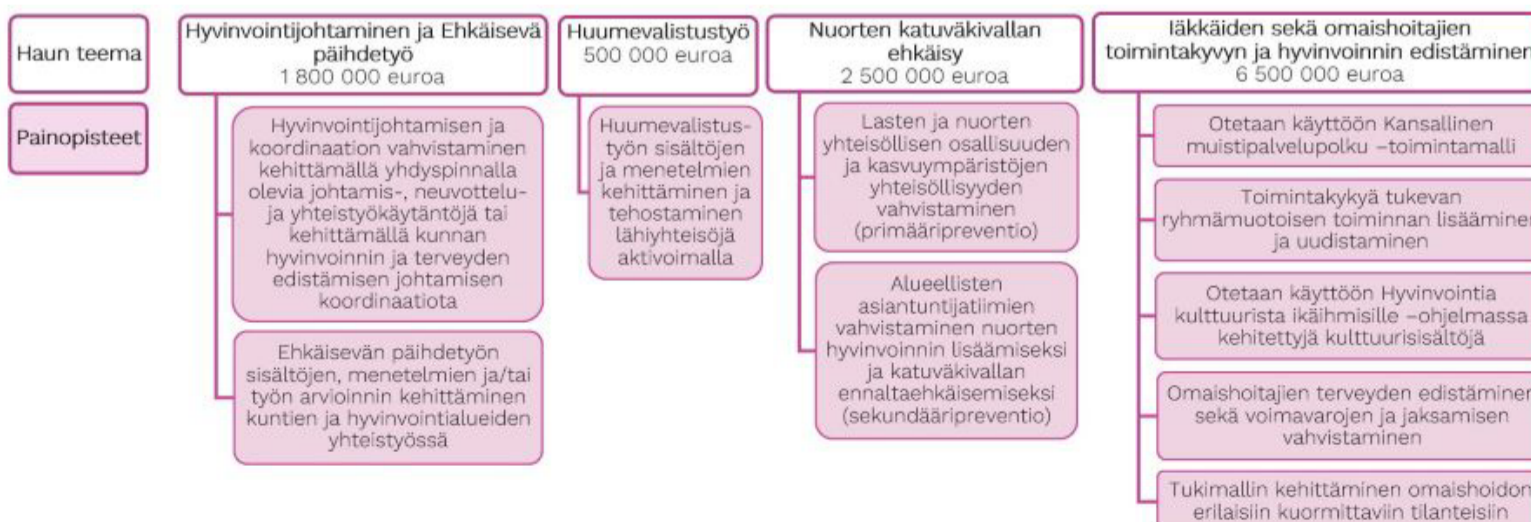 Haun teema
Painopisteet
Hyvinvointijohtaminen ja Ehkäisevä
päihdetyö
1 800 000 euroa
Hyvinvointijohtamisen ja
koordinaation vahvistaminen
kehittämällä yhdyspinnalla
olevia johtamis-, neuvottelu-
ja yhteistyökäytäntöjä tai
kehittämällä kunnan
hyvinvoinnin ja terveyden
edistämisen johtamisen
koordinaatiota
Ehkäisevän päihdetyön
sisältöjen, menetelmien ja/tai
työn arvioinnin kehittäminen
kuntien ja hyvinvointialueiden
yhteistyössä
Huumevalistustyö
500 000 euroa
Huumevalistus-
työn sisältöjen
ja menetelmien
kehittäminen ja
tehostaminen
lähiyhteisöjä
aktivoimalla
Nuorten katuväkivallan
ehkäisy
2 500 000 euroa
Lasten ja nuorten
yhteisöllisen osallisuuden
ja kasvuympäristöjen
yhteisöllisyyden
vahvistaminen
(primääripreventio)
Alueellisten
asiantuntijatiimien
vahvistaminen nuorten
hyvinvoinnin lisäämiseksi
ja katuväkivallan
ennaltaehkäisemiseksi
(sekundääripreventio)
Iäkkäiden sekä omaishoitajien
toimintakyvyn ja hyvinvoinnin edistäminen
6 500 000 euroa
Otetaan käyttöön Kansallinen
muistipalvelupolku –toimintamalli
Toimintakykyä tukevan
ryhmämuotoisen toiminnan lisääminen
ja uudistaminen
Otetaan käyttöön Hyvinvointia
kulttuurista ikäihmisille –ohjelmassa
kehitettyjä kulttuurisisältöjä
Omaishoitajien terveyden edistäminen
sekä voimavarojen ja jaksamisen
vahvistaminen
Tukimallin kehittäminen omaishoidon
erilaisiin kuormittaviin tilanteisiin